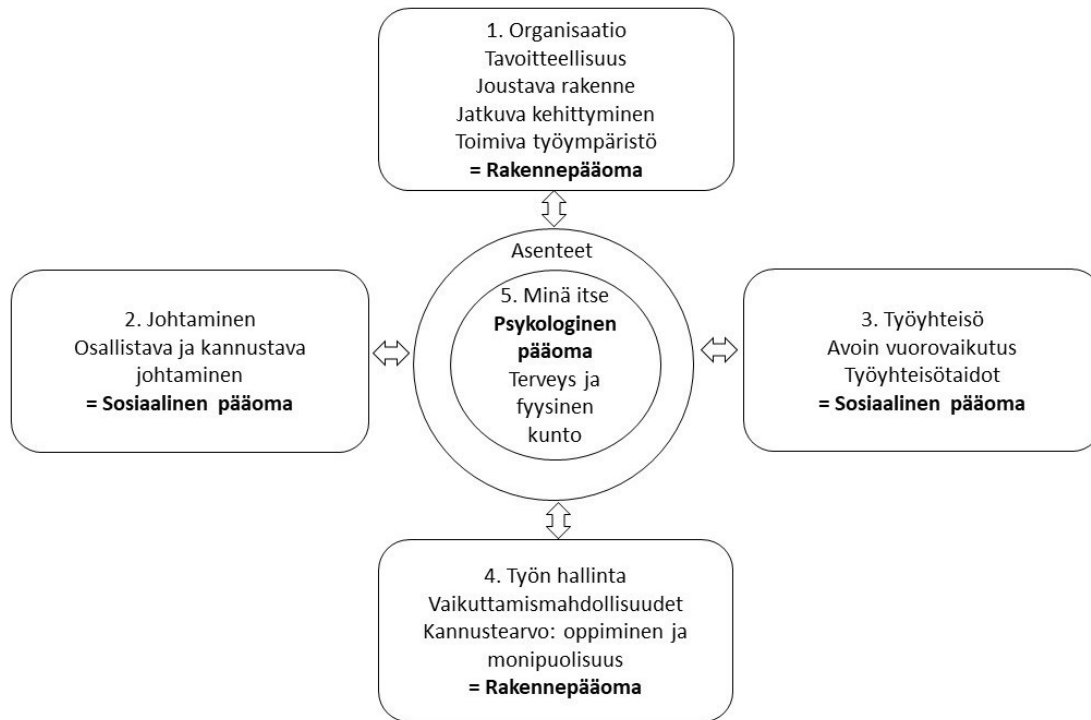 1. Organisaatio
Tavoitteellisuus
Joustava rakenne
Jatkuva kehittyminen
Toimiva työympäristö
= Rakennepääoma
Asenteet
2. Johtaminen
Osallistava ja kannustava
johtaminen
= Sosiaalinen pääoma
5. Minä itse
Psykologinen
pääoma
Terveys ja
fyysinen
kunto
3. Työyhteisö
Avoin vuorovaikutus
Työyhteisötaidot
= Sosiaalinen pääoma
4. Työn hallinta
Vaikuttamismahdollisuudet
Kannustearvo: oppiminen ja
monipuolisuus
= Rakennepääoma